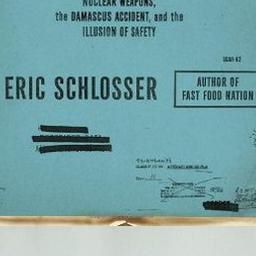 NUCLEAR WEAPONS,
the DAMASCUS ACCIDENT, and the
ILLUSION OF SAFETY
ERIC SCHLOSSER
AUTHOR OF
FAST FOOD NATION